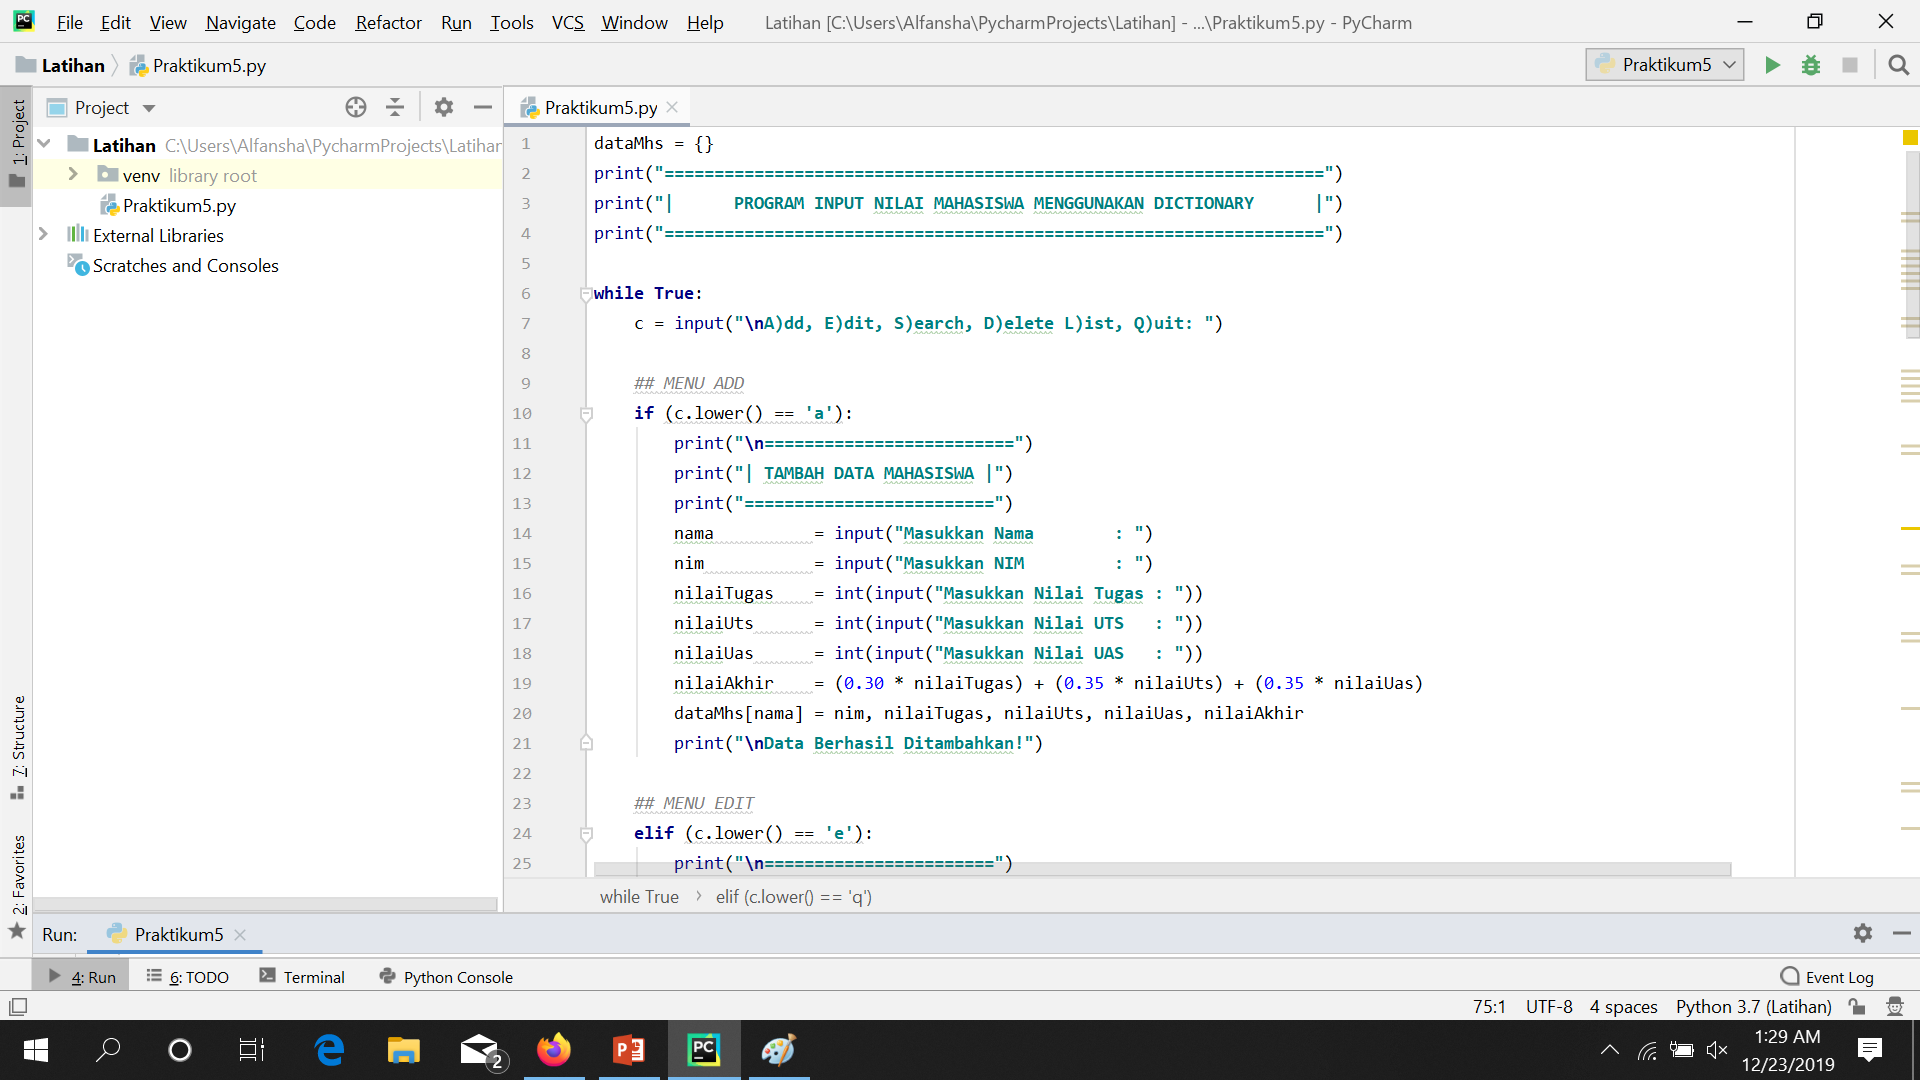 File Edit View Navigate Code Refactor Run Tools VCS Window Help Latihan [C:\Users\Alfansha\PycharmProjects\Latihan] - ...\Praktikum5.py - PyCharm
Latihan Praktikum5.py Praktikum5
1: Project
Project Praktikum5.py
Latihan C:\Users\Alfansha\PycharmProjects\Latihan
venv library root
Praktikum5.py
External Libraries
Scratches and Consoles
7: Structure
2: Favorites
1 dataMhs = {}
2 print("==================================================================")
3 print("|      PROGRAM INPUT NILAI MAHASISWA MENGGUNAKAN DICTIONARY      |")
4 print("==================================================================")
5
6 while True:
7     c = input("\nA)dd, E)dit, S)earch, D)elete L)ist, Q)uit: ")
8
9     ## MENU ADD
10     if (c.lower() == 'a'):
11         print("\n=========================")
12         print("| TAMBAH DATA MAHASISWA |")
13         print("=========================")
14         nama          = input("Masukkan Nama        : ")
15         nim           = input("Masukkan NIM         : ")
16         nilaiTugas    = int(input("Masukkan Nilai Tugas : "))
17         nilaiUts      = int(input("Masukkan Nilai UTS   : "))
18         nilaiUas      = int(input("Masukkan Nilai UAS   : "))
19         nilaiAkhir    = (0.30 * nilaiTugas) + (0.35 * nilaiUts) + (0.35 * nilaiUas)
20         dataMhs[nama] = nim, nilaiTugas, nilaiUts, nilaiUas, nilaiAkhir
21         print("\nData Berhasil Ditambahkan!")
22
23     ## MENU EDIT
24     elif (c.lower() == 'e'):
25         print("\n=======================")
while True › elif (c.lower() == 'q')
Run: Praktikum5
4: Run 6: TODO Terminal Python Console Event Log
75:1 UTF-8 4 spaces Python 3.7 (Latihan)
2
1:29 AM
12/23/2019